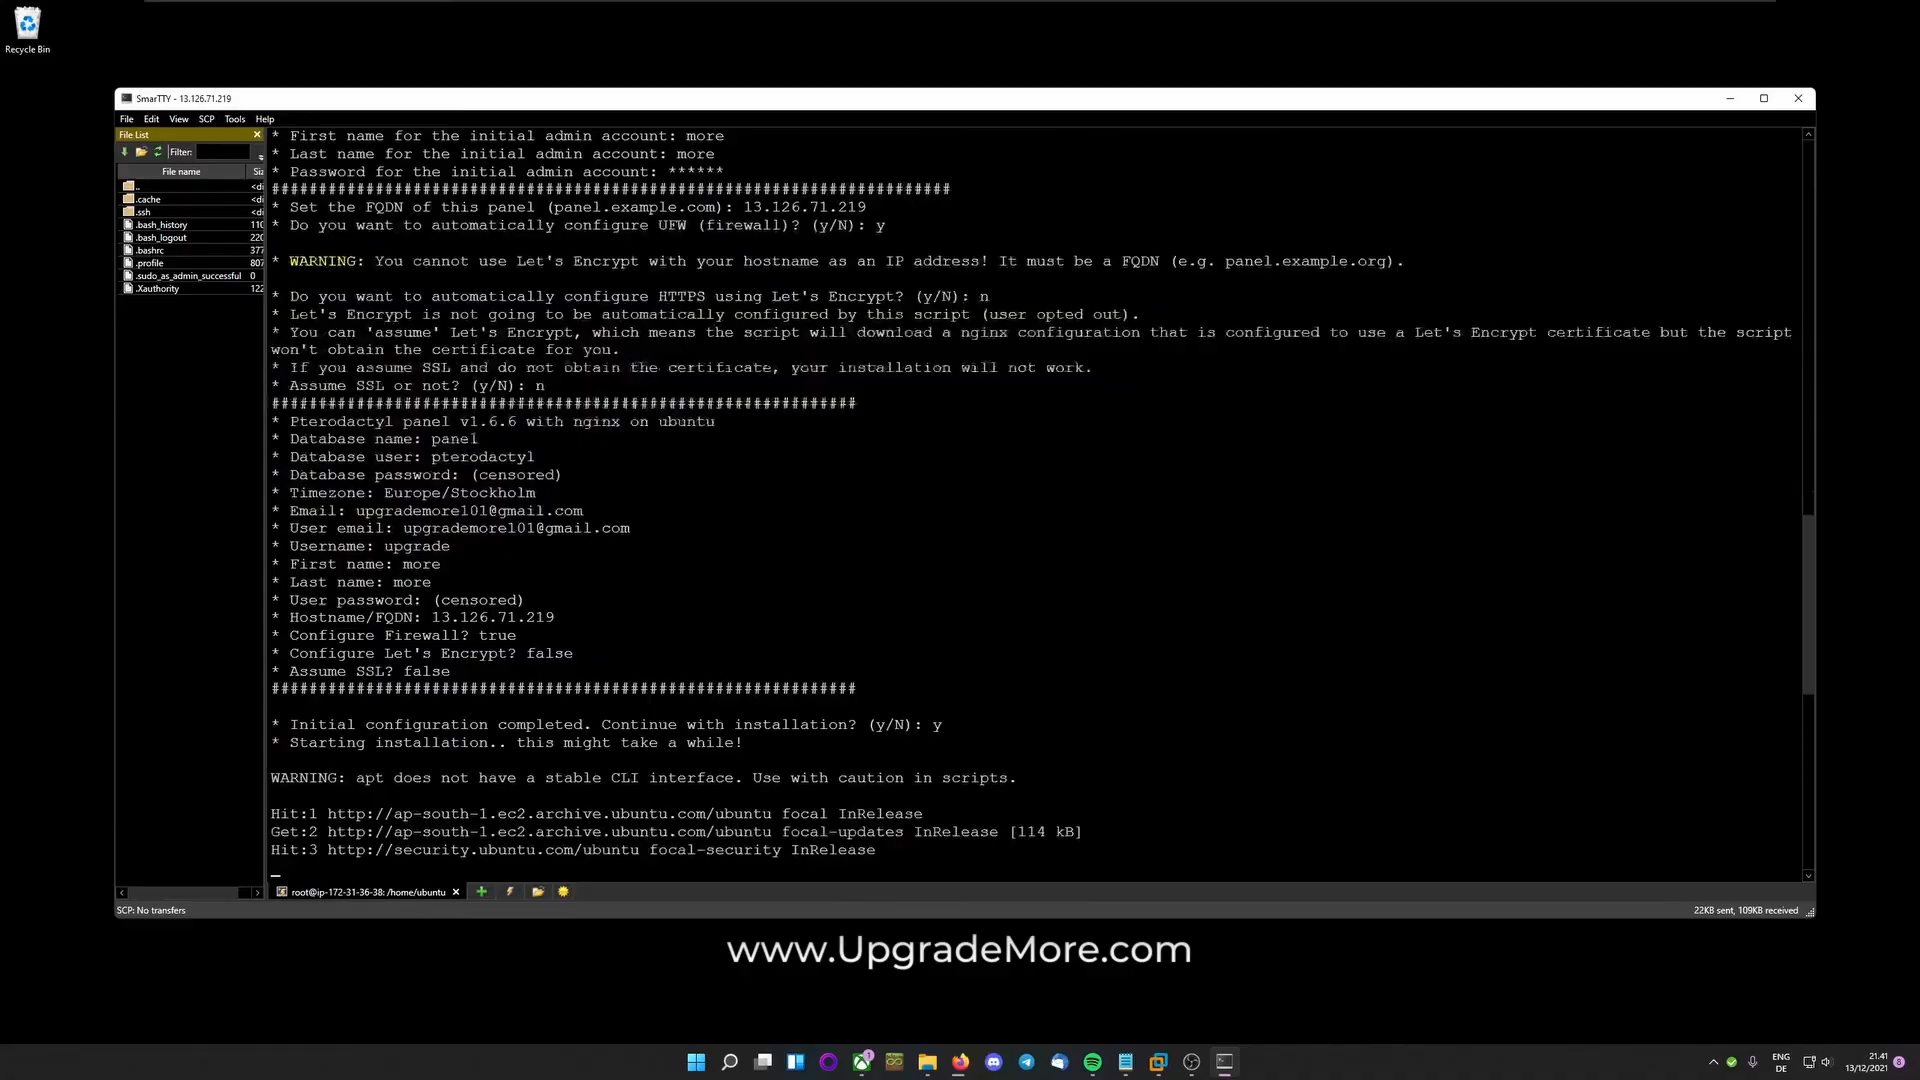 Recycle Bin
SmarTTY - 13.126.71.219
File Edit View SCP Tools Help
File List
Filter:
File name Siz
.. <di
.cache <di
.ssh <di
.bash_history 110
.bash_logout 220
.bashrc 377
.profile 807
.sudo_as_admin_successful 0
.Xauthority 122
* First name for the initial admin account: more
* Last name for the initial admin account: more
* Password for the initial admin account: ******
########################################################################
* Set the FQDN of this panel (panel.example.com): 13.126.71.219
* Do you want to automatically configure UFW (firewall)? (y/N): y
* WARNING: You cannot use Let's Encrypt with your hostname as an IP address! It must be a FQDN (e.g. panel.example.org).
* Do you want to automatically configure HTTPS using Let's Encrypt? (y/N): n
* Let's Encrypt is not going to be automatically configured by this script (user opted out).
* You can 'assume' Let's Encrypt, which means the script will download a nginx configuration that is configured to use a Let's Encrypt certificate but the script
won't obtain the certificate for you.
* If you assume SSL and do not obtain the certificate, your installation will not work.
* Assume SSL or not? (y/N): n
##############################################################
* Pterodactyl panel v1.6.6 with nginx on ubuntu
* Database name: panel
* Database user: pterodactyl
* Database password: (censored)
* Timezone: Europe/Stockholm
* Email: upgrademore101@gmail.com
* User email: upgrademore101@gmail.com
* Username: upgrade
* First name: more
* Last name: more
* User password: (censored)
* Hostname/FQDN: 13.126.71.219
* Configure Firewall? true
* Configure Let's Encrypt? false
* Assume SSL? false
##############################################################
* Initial configuration completed. Continue with installation? (y/N): y
* Starting installation.. this might take a while!
WARNING: apt does not have a stable CLI interface. Use with caution in scripts.
Hit:1 http://ap-south-1.ec2.archive.ubuntu.com/ubuntu focal InRelease
Get:2 http://ap-south-1.ec2.archive.ubuntu.com/ubuntu focal-updates InRelease [114 kB]
Hit:3 http://security.ubuntu.com/ubuntu focal-security InRelease
root@ip-172-31-36-38: /home/ubuntu
SCP: No transfers
22KB sent, 109KB received
www.UpgradeMore.com
1
ENG
DE
21.41
13/12/2021
8